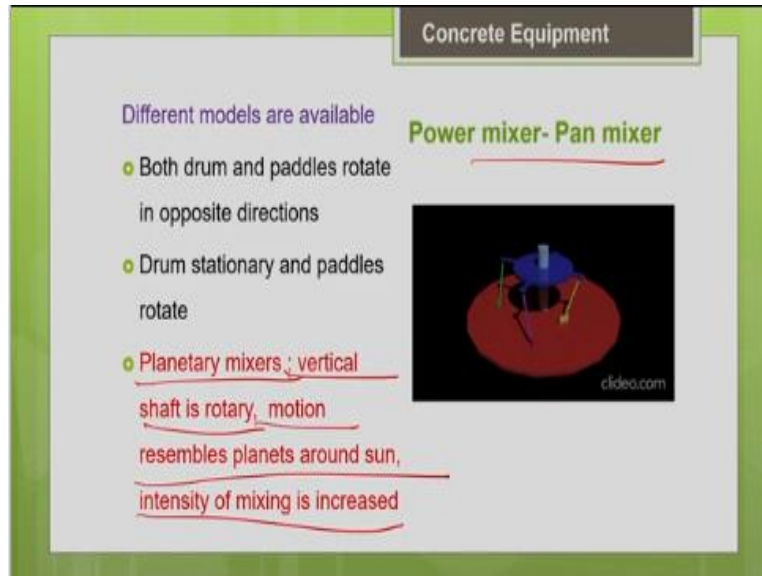 Concrete Equipment
Different models are available
Both drum and paddles rotate
in opposite directions
Drum stationary and paddles
rotate
Planetary mixers ; vertical
shaft is rotary, motion
resembles planets around sun,
intensity of mixing is increased
Power mixer- Pan mixer
clideo.com